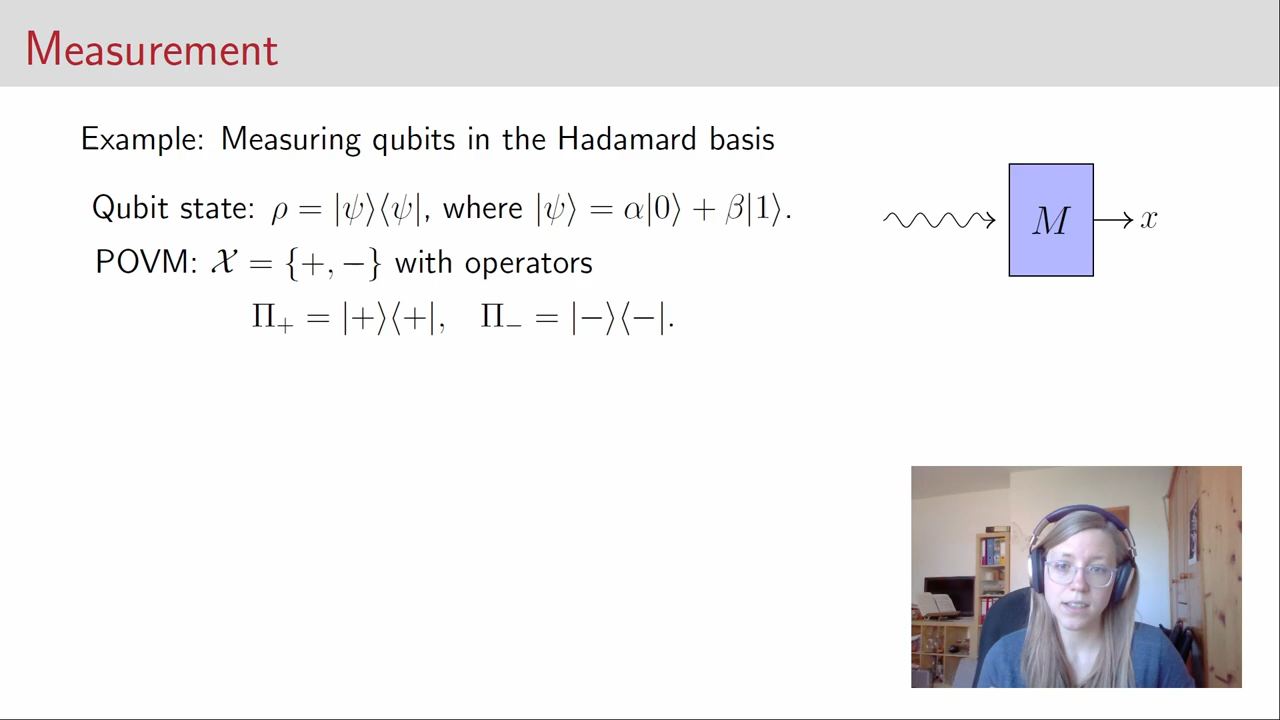 Measurement
Example: Measuring qubits in the Hadamard basis
Qubit state: ρ = |ψ⟩⟨ψ|, where |ψ⟩ = α|0⟩ + β|1⟩.
POVM: 𝒳 = {+, −} with operators
Π₊ = |+⟩⟨+|, Π₋ = |−⟩⟨−|.
M
x